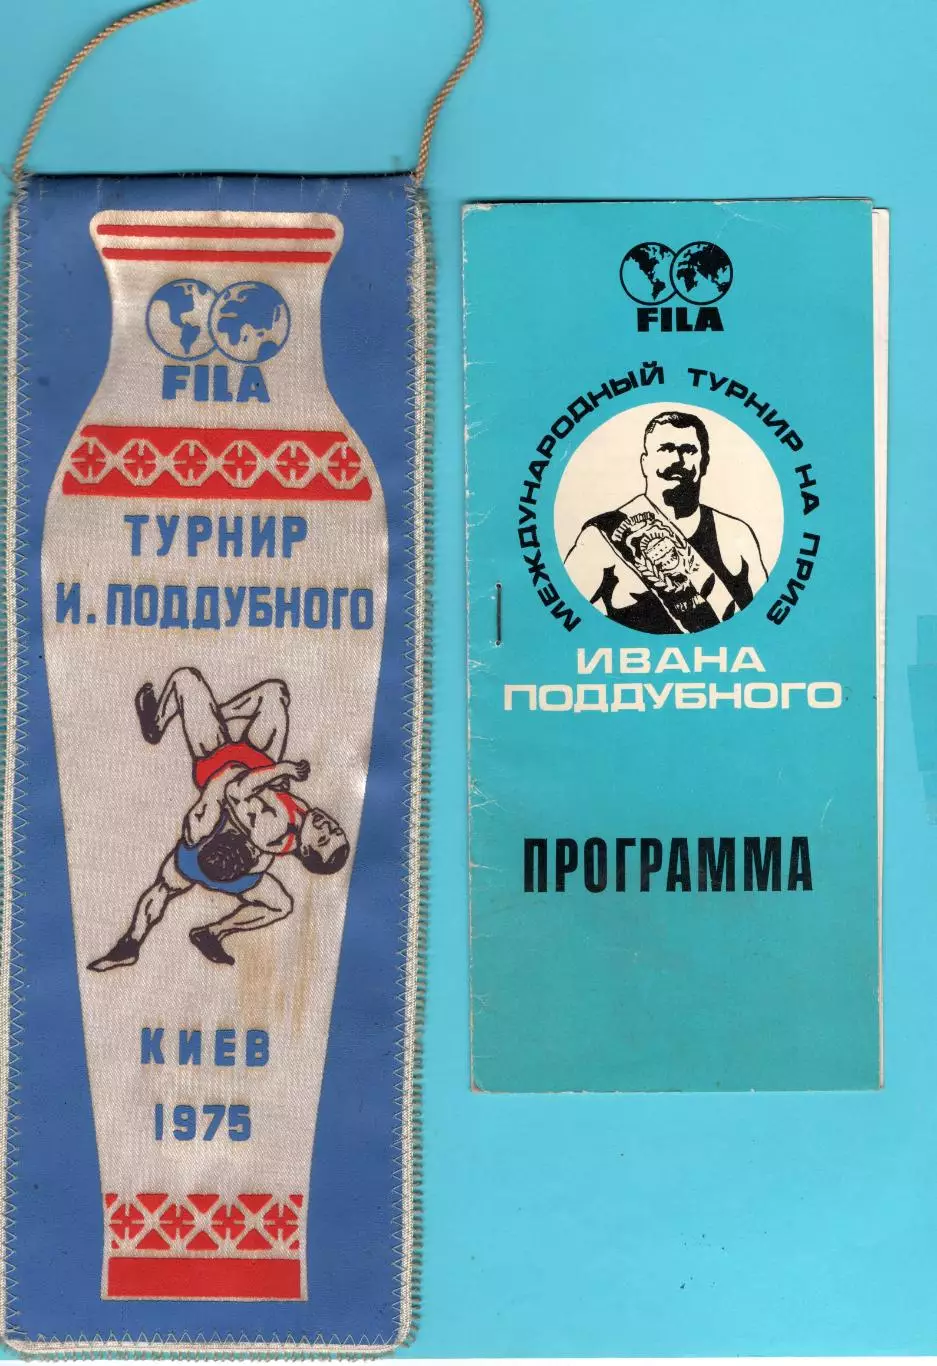 FILA
ТУРНИР
И. ПОДДУБНОГО
КИЕВ
1975
FILA
МЕЖДУНАРОДНЫЙ ТУРНИР НА ПРИЗ
ИВАНА
ПОДДУБНОГО
ПРОГРАММА